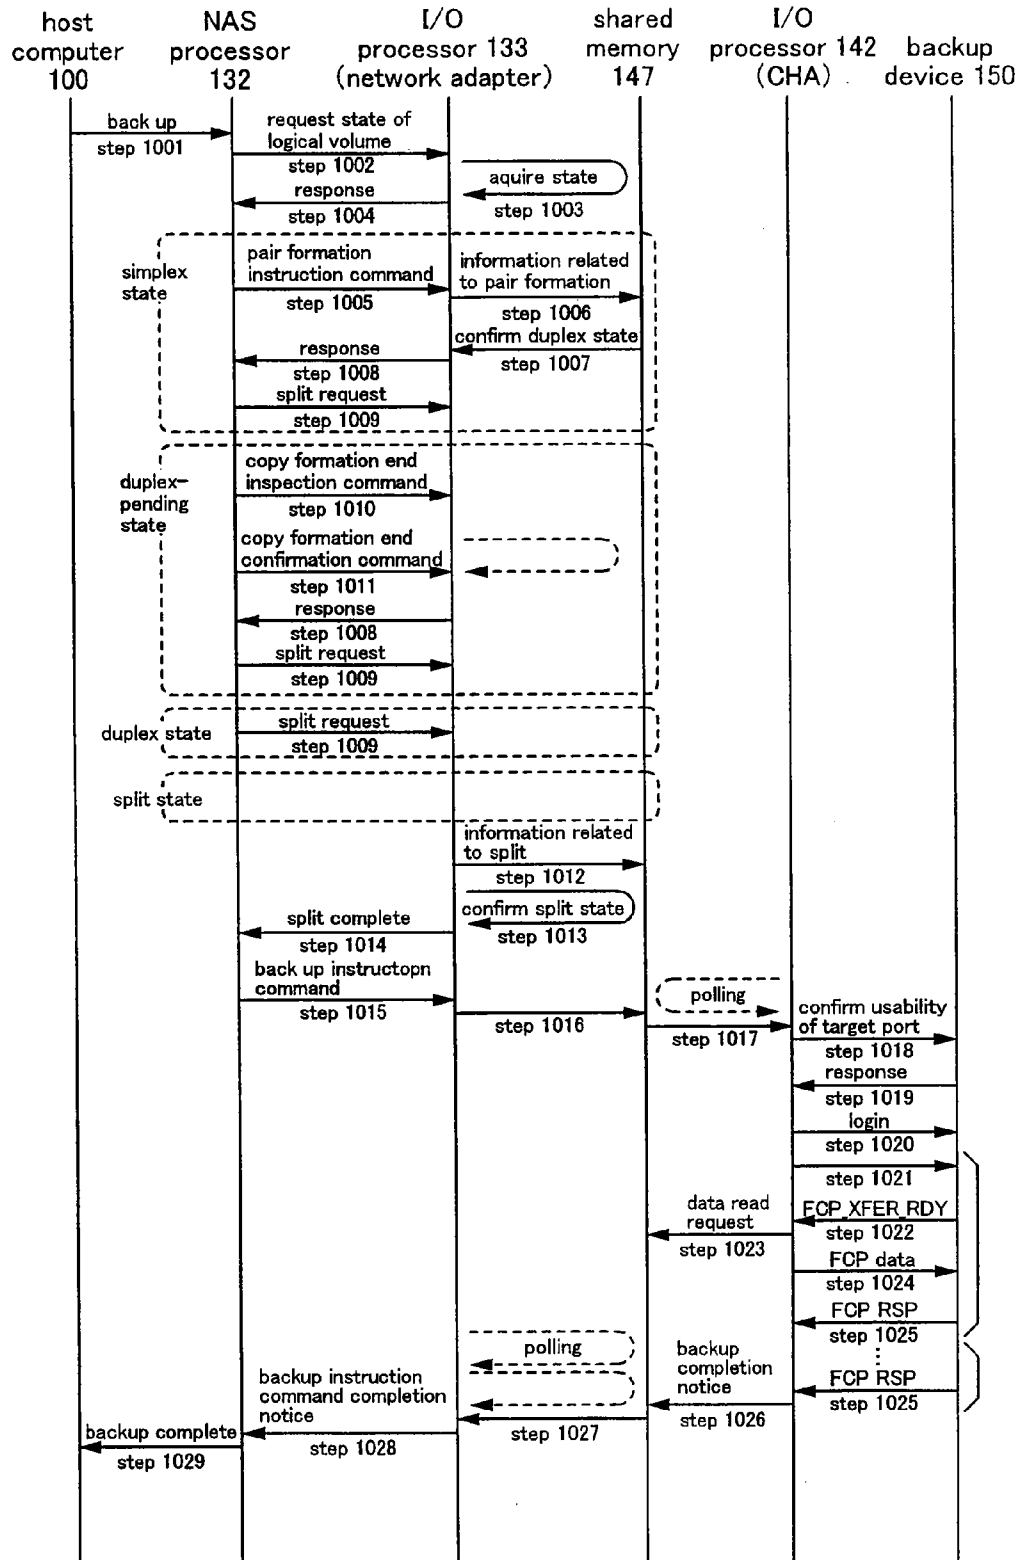 host
computer
100
NAS
processor
132
I/O
processor 133
(network adapter)
shared
memory
147
I/O
processor 142
(CHA)
backup
device 150
back up
step 1001
request state of
logical volume
step 1002
aquire state
step 1003
response
step 1004
simplex
state
pair formation
instruction command
step 1005
information related
to pair formation
step 1006
confirm duplex state
step 1007
response
step 1008
split request
step 1009
duplex-
pending
state
copy formation end
inspection command
step 1010
copy formation end
confirmation command
step 1011
response
step 1008
split request
step 1009
duplex state
split request
step 1009
split state
information related
to split
step 1012
confirm split state
step 1013
split complete
step 1014
back up instructopn
command
step 1015
step 1016
polling
step 1017
confirm usability
of target port
step 1018
response
step 1019
login
step 1020
step 1021
FCP_XFER_RDY
step 1022
data read
request
step 1023
FCP data
step 1024
FCP RSP
step 1025
polling
backup
completion
notice
FCP RSP
step 1025
step 1026
step 1027
backup instruction
command completion
notice
step 1028
backup complete
step 1029